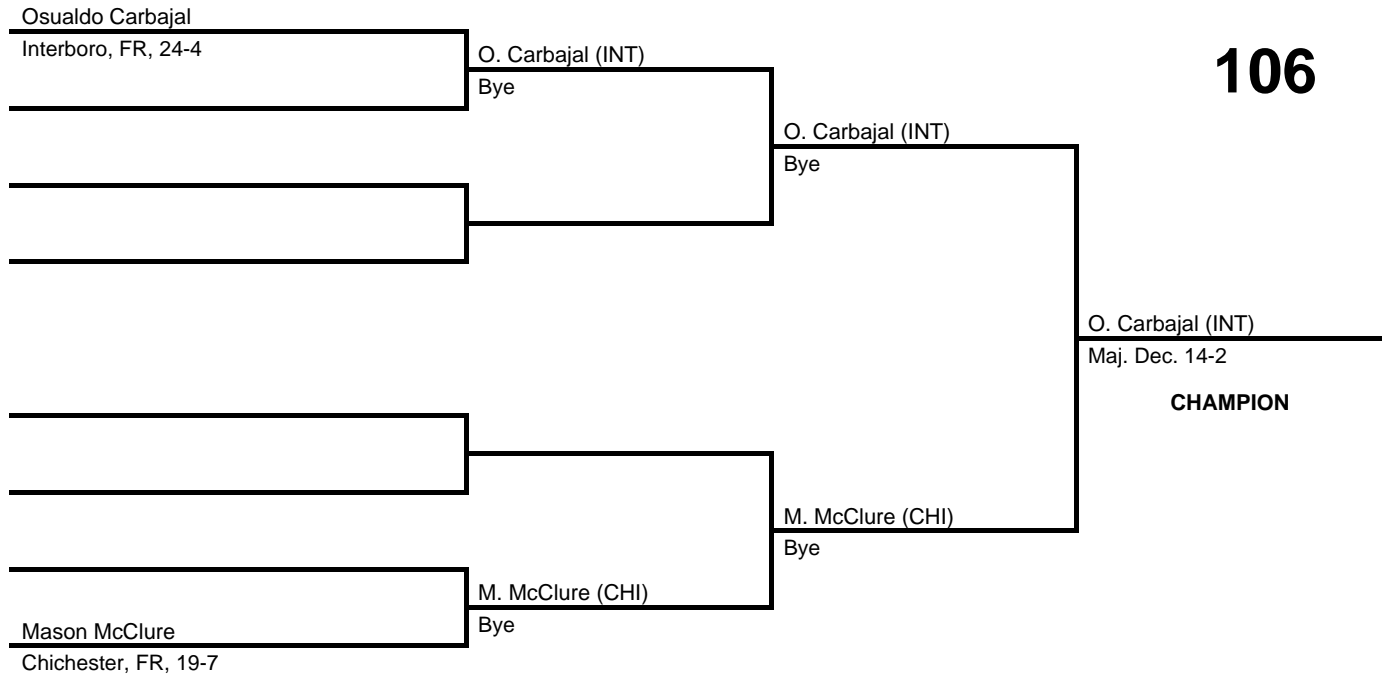 Osualdo Carbajal
Interboro, FR, 24-4
O. Carbajal (INT)
Bye
106
O. Carbajal (INT)
Bye
O. Carbajal (INT)
Maj. Dec. 14-2
CHAMPION
M. McClure (CHI)
Bye
M. McClure (CHI)
Bye
Mason McClure
Chichester, FR, 19-7